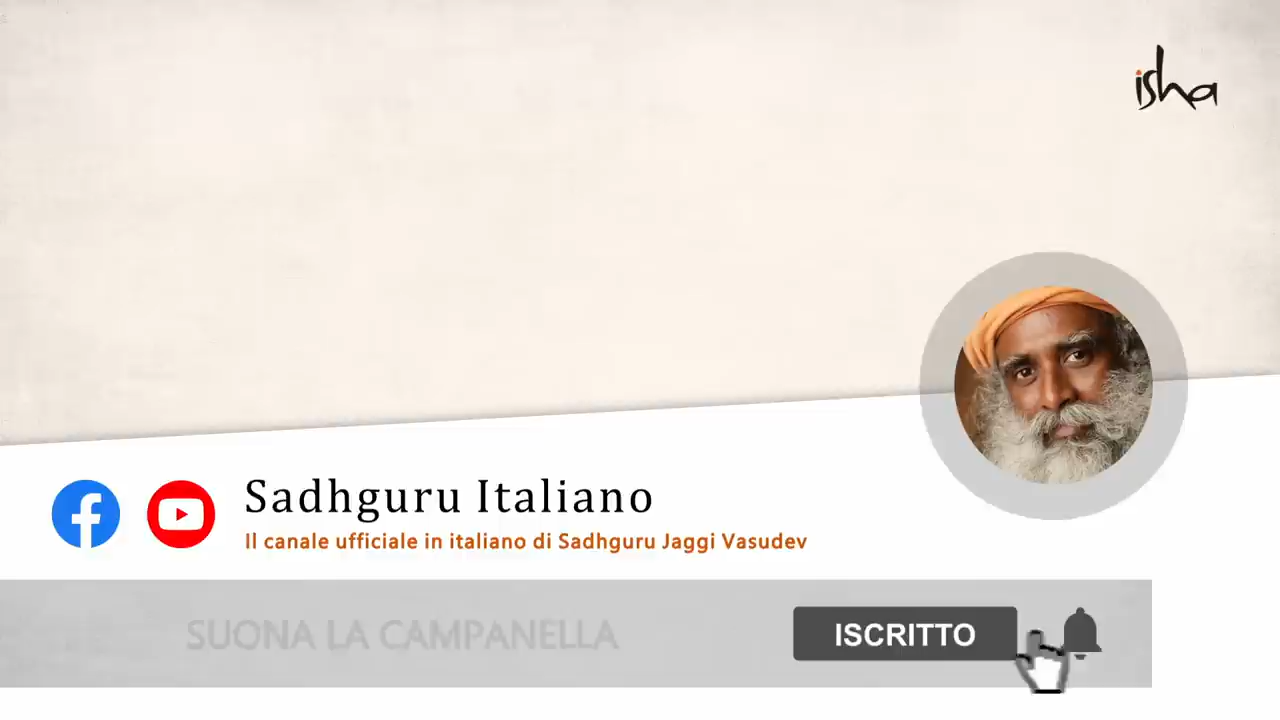 isha
Sadhguru Italiano
Il canale ufficiale in italiano di Sadhguru Jaggi Vasudev
SUONA LA CAMPANELLA
ISCRITTO